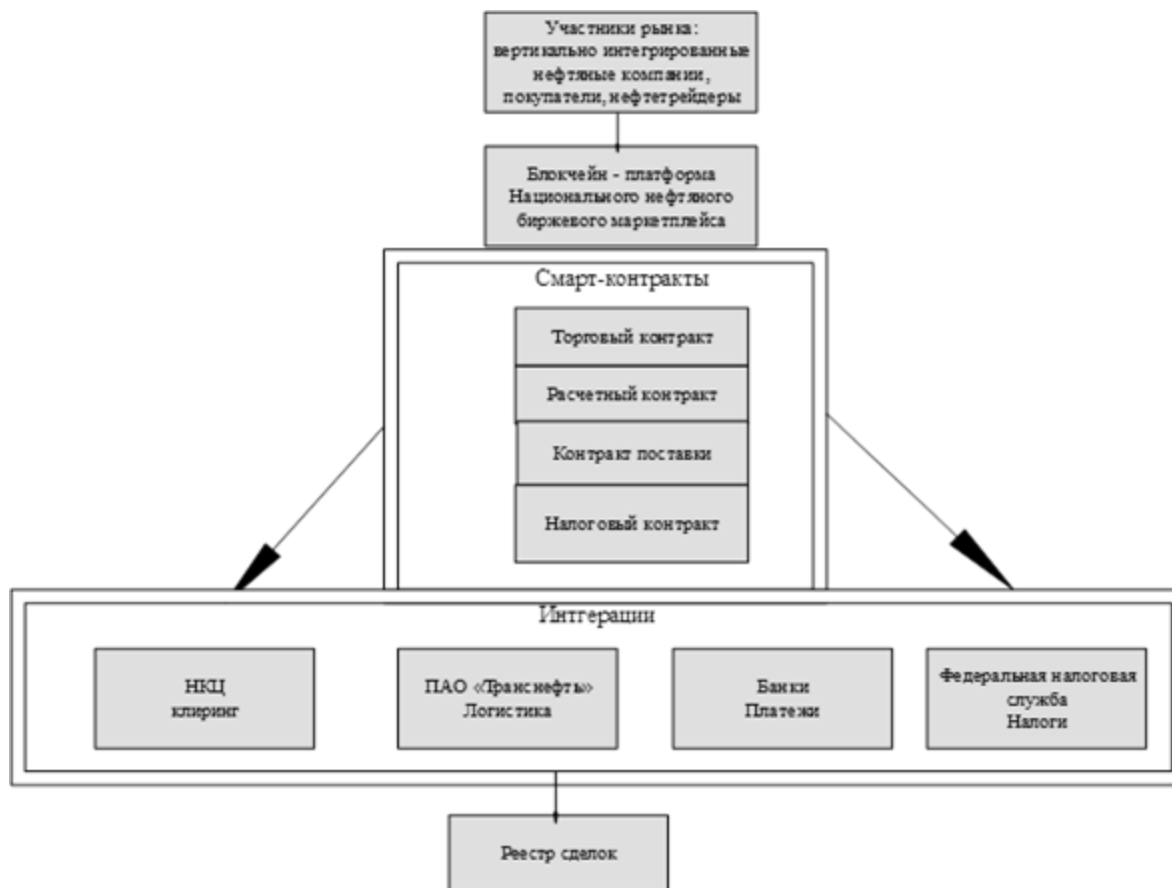 Участники рынка:
вертикально интегрированные
нефтяные компании,
покупатели, нефтетрейдеры
Блокчейн - платформа
Национального нефтяного
биржевого маркетплейса
Смарт-контракты
Торговый контракт
Расчетный контракт
Контракт поставки
Налоговый контракт
Интгерации
НКЦ
клиринг
ПАО «Транснефть»
Логистика
Банки
Платежи
Федеральная налоговая
служба
Налоги
Реестр сделок